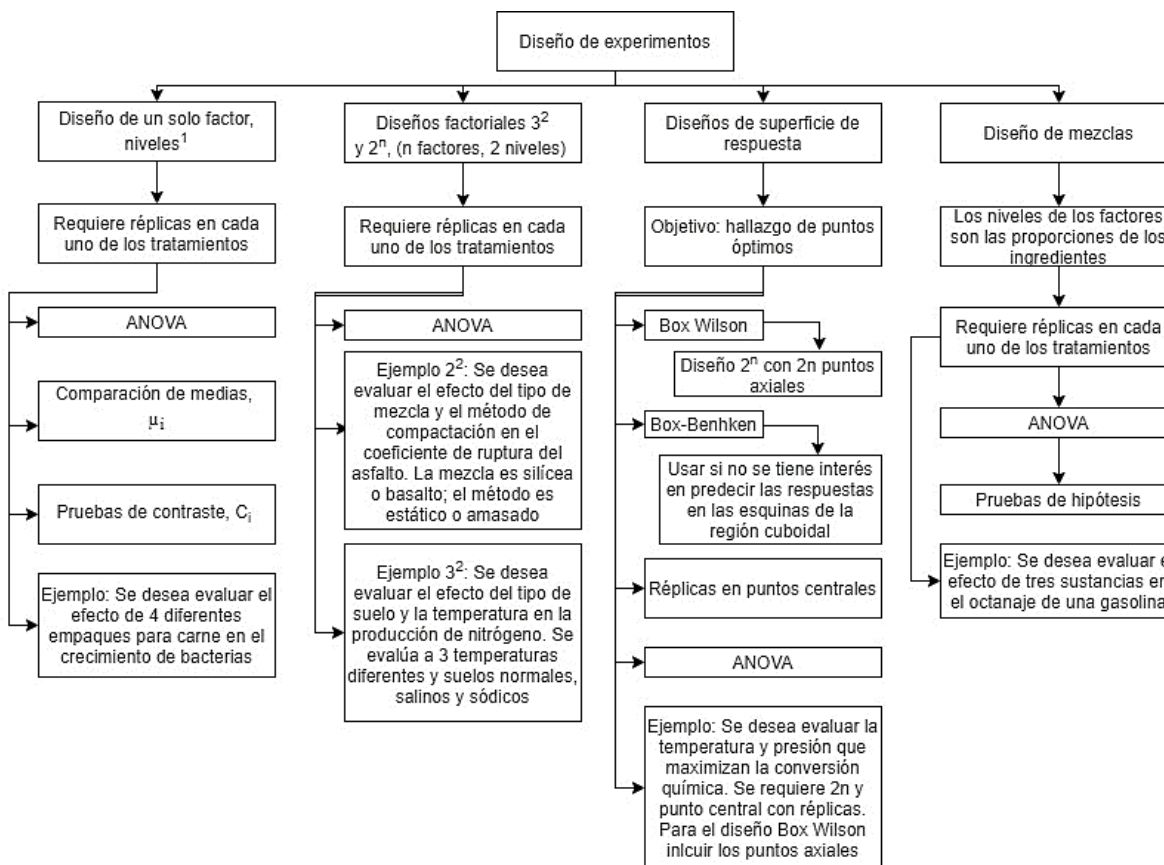 Diseño de experimentos
Diseño de un solo factor,
niveles¹
Requiere réplicas en cada
uno de los tratamientos
ANOVA
Comparación de medias,
μᵢ
Pruebas de contraste, Cᵢ
Ejemplo: Se desea evaluar el
efecto de 4 diferentes
empaques para carne en el
crecimiento de bacterias
Diseños factoriales 3²
y 2ⁿ, (n factores, 2 niveles)
Requiere réplicas en cada
uno de los tratamientos
ANOVA
Ejemplo 2²: Se desea
evaluar el efecto del tipo de
mezcla y el método de
compactación en el
coeficiente de ruptura del
asfalto. La mezcla es silícea
o basalto; el método es
estático o amasado
Ejemplo 3²: Se desea
evaluar el efecto del tipo de
suelo y la temperatura en la
producción de nitrógeno. Se
evalúa a 3 temperaturas
diferentes y suelos normales,
salinos y sódicos
Diseños de superficie de
respuesta
Objetivo: hallazgo de puntos
óptimos
Box Wilson
Diseño 2ⁿ con 2n puntos
axiales
Box-Benhken
Usar si no se tiene interés
en predecir las respuestas
en las esquinas de la
región cuboidal
Réplicas en puntos centrales
ANOVA
Ejemplo: Se desea evaluar la
temperatura y presión que
maximizan la conversión
química. Se requiere 2n y
punto central con réplicas.
Para el diseño Box Wilson
inlcuir los puntos axiales
Diseño de mezclas
Los niveles de los factores
son las proporciones de los
ingredientes
Requiere réplicas en cada
uno de los tratamientos
ANOVA
Pruebas de hipótesis
Ejemplo: Se desea evaluar e
efecto de tres sustancias en
el octanaje de una gasolina